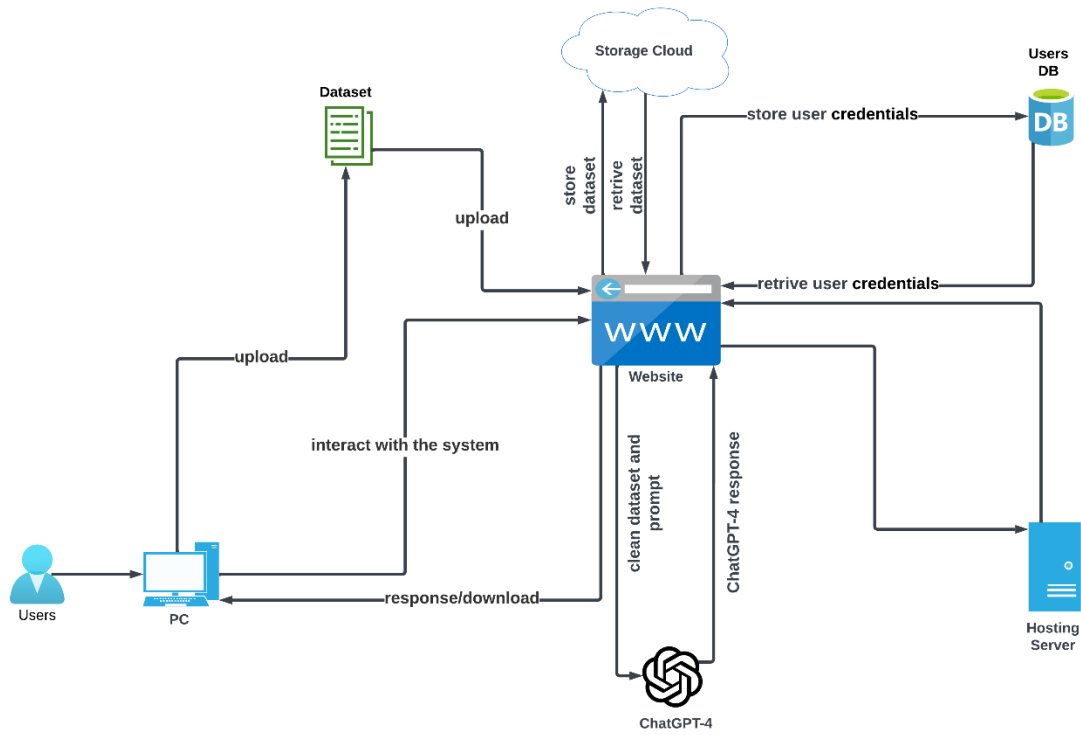 Storage Cloud
Users
DB
DB
Dataset
store user credentials
store
dataset
retrive
dataset
upload
retrive user credentials
www
Website
upload
interact with the system
clean dataset and
prompt
ChatGPT-4 response
response/download
Users
PC
Hosting
Server
ChatGPT-4